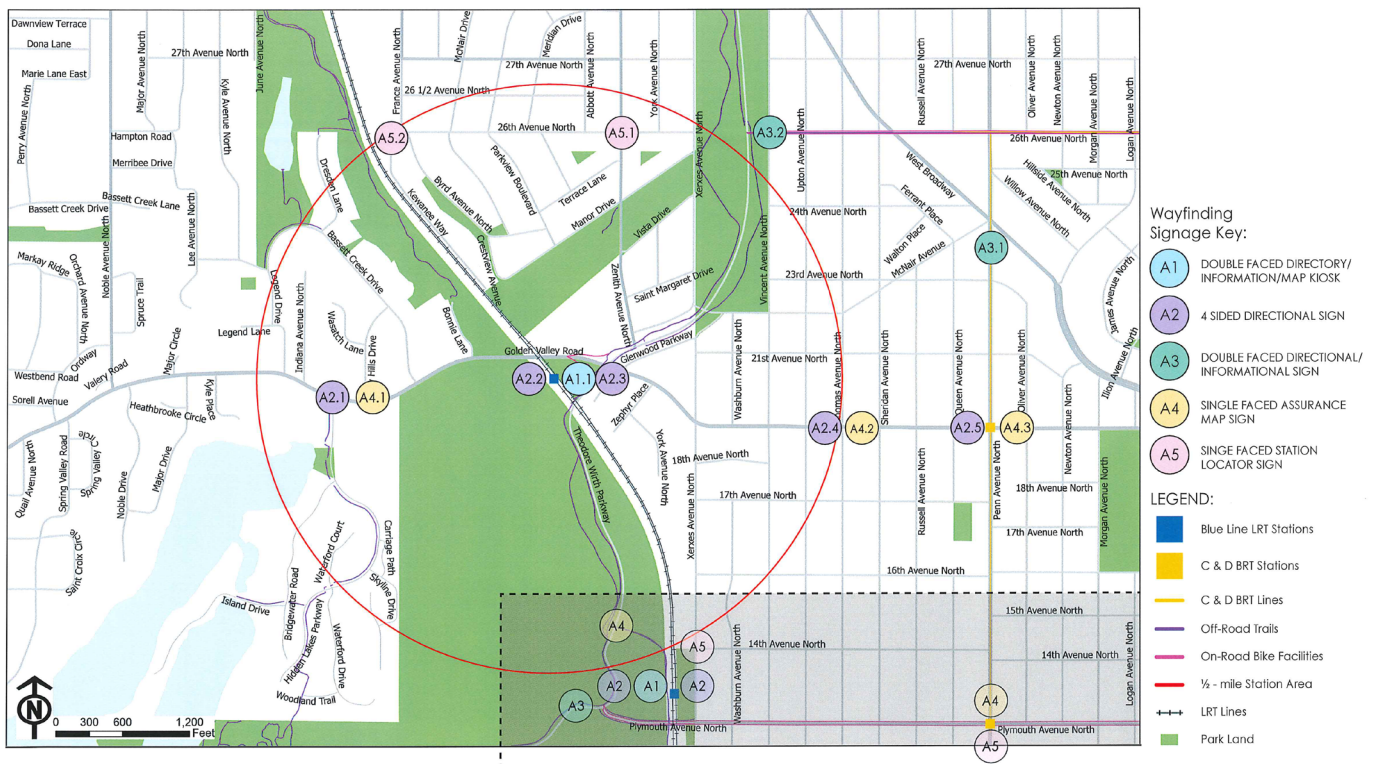 Dawnview Terrace
Dona Lane
Marie Lane East
Perry Avenue North
Major Avenue North
27th Avenue North
Kyle Avenue North
June Avenue North
Hampton Road
Merribee Drive
Bassett Creek Lane
Bassett Creek Drive
Noble Avenue North
Lee Avenue North
Markay Ridge
Orchard Avenue North
Spruce Trail
Major Circle
Legend Drive
Legend Lane
Indiana Avenue North
Ordway
Valery Road
Westbend Road
Sorell Avenue
Heathbrooke Circle
Kyle Place
Quail Avenue North
Spring Valley Road
Spring Valley Circle
Noble Drive
Major Drive
Saint Croix Circle
France Avenue North
McNair Drive
Meridian Drive
27th Avenue North
Abbott Avenue North
York Avenue North
26 1/2 Avenue North
26th Avenue North
A5.2
A5.1
A3.2
Dresden Lane
Kewanee Way
Byrd Avenue North
Parkview Boulevard
Terrace Lane
Manor Drive
Vista Drive
Xerxes Avenue North
Bassett Creek Drive
Crestview Avenue
Zenith Avenue North
Saint Margaret Drive
Vincent Avenue North
Wasatch Lane
Hills Drive
Bonnie Lane
Golden Valley Road
Glenwood Parkway
A2.1
A4.1
A2.2
A1.1
A2.3
Zephyr Place
Theodore Wirth Parkway
York Avenue North
Xerxes Avenue North
Waterford Court
Carriage Path
Skyline Drive
Island Drive
Bridgewater Road
Hidden Lakes Parkway
Waterford Drive
Woodland Trail
27th Avenue North
Russell Avenue North
Oliver Avenue North
Newton Avenue North
Morgan Avenue North
Logan Avenue North
26th Avenue North
Upton Avenue North
West Broadway
25th Avenue North
Hillside Avenue North
Willow Avenue North
Ferrant Place
24th Avenue North
Walton Place
McNair Avenue
A3.1
23rd Avenue North
James Avenue North
Ilion Avenue North
Washburn Avenue North
21st Avenue North
Thomas Avenue North
Sheridan Avenue North
Queen Avenue North
Oliver Avenue North
A2.4
A4.2
A2.5
A4.3
18th Avenue North
17th Avenue North
Russell Avenue North
Penn Avenue North
Newton Avenue North
Morgan Avenue North
18th Avenue North
17th Avenue North
16th Avenue North
15th Avenue North
14th Avenue North
14th Avenue North
Washburn Avenue North
Logan Avenue North
A4
A5
A2
A1
A2
A3
A4
Plymouth Avenue North
Plymouth Avenue North
A5
N
0 300 600 1,200
Feet
Wayfinding
Signage Key:
A1
DOUBLE FACED DIRECTORY/
INFORMATION/MAP KIOSK
A2
4 SIDED DIRECTIONAL SIGN
A3
DOUBLE FACED DIRECTIONAL/
INFORMATIONAL SIGN
A4
SINGLE FACED ASSURANCE
MAP SIGN
A5
SINGE FACED STATION
LOCATOR SIGN
LEGEND:
Blue Line LRT Stations
C & D BRT Stations
C & D BRT Lines
Off-Road Trails
On-Road Bike Facilities
½ - mile Station Area
LRT Lines
Park Land